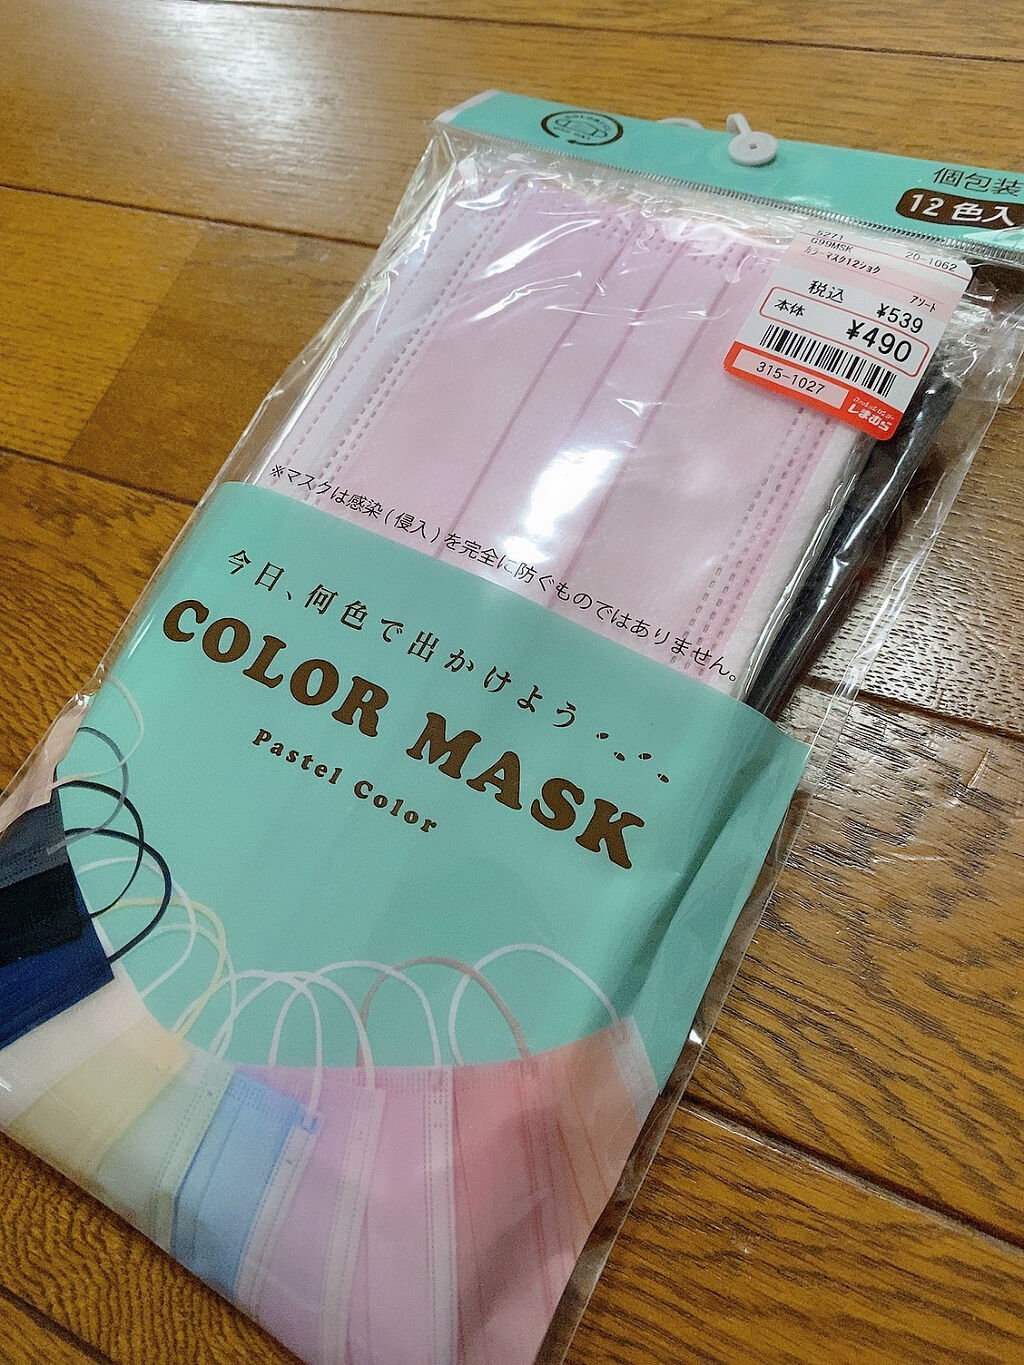 個包装
12色入
5271
G99MSK
20-1062
カラーマスク12ショク
アソート
税込 ¥539
本体 ¥490
315-1027
しまむら
※マスクは感染(侵入)を完全に防ぐものではありません。
今日、何色で出かけよう
COLOR MASK
Pastel Color